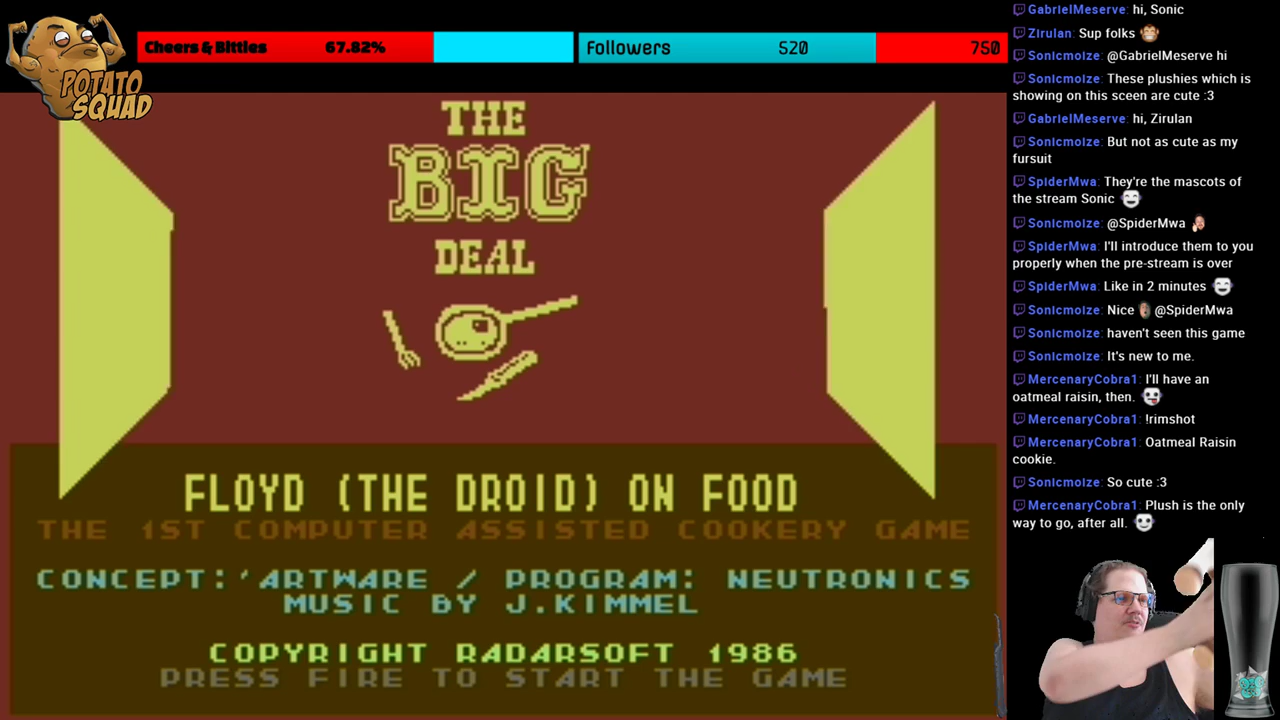 POTATO
SQUAD
Cheers & Bitties 67.82%
Followers 520 750
THE
BIG
DEAL
FLOYD (THE DROID) ON FOOD
THE 1ST COMPUTER ASSISTED COOKERY GAME
CONCEPT:'ARTWARE / PROGRAM: NEUTRONICS
MUSIC BY J.KIMMEL
COPYRIGHT RADARSOFT 1986
PRESS FIRE TO START THE GAME
GabrielMeserve: hi, Sonic
Zirulan: Sup folks
Sonicmoize: @GabrielMeserve hi
Sonicmoize: These plushies which is
showing on this sceen are cute :3
GabrielMeserve: hi, Zirulan
Sonicmoize: But not as cute as my
fursuit
SpiderMwa: They're the mascots of
the stream Sonic
Sonicmoize: @SpiderMwa
SpiderMwa: I'll introduce them to you
properly when the pre-stream is over
SpiderMwa: Like in 2 minutes
Sonicmoize: Nice @SpiderMwa
Sonicmoize: haven't seen this game
Sonicmoize: It's new to me.
MercenaryCobra1: I'll have an
oatmeal raisin, then.
MercenaryCobra1: !rimshot
MercenaryCobra1: Oatmeal Raisin
cookie.
Sonicmoize: So cute :3
MercenaryCobra1: Plush is the only
way to go, after all.